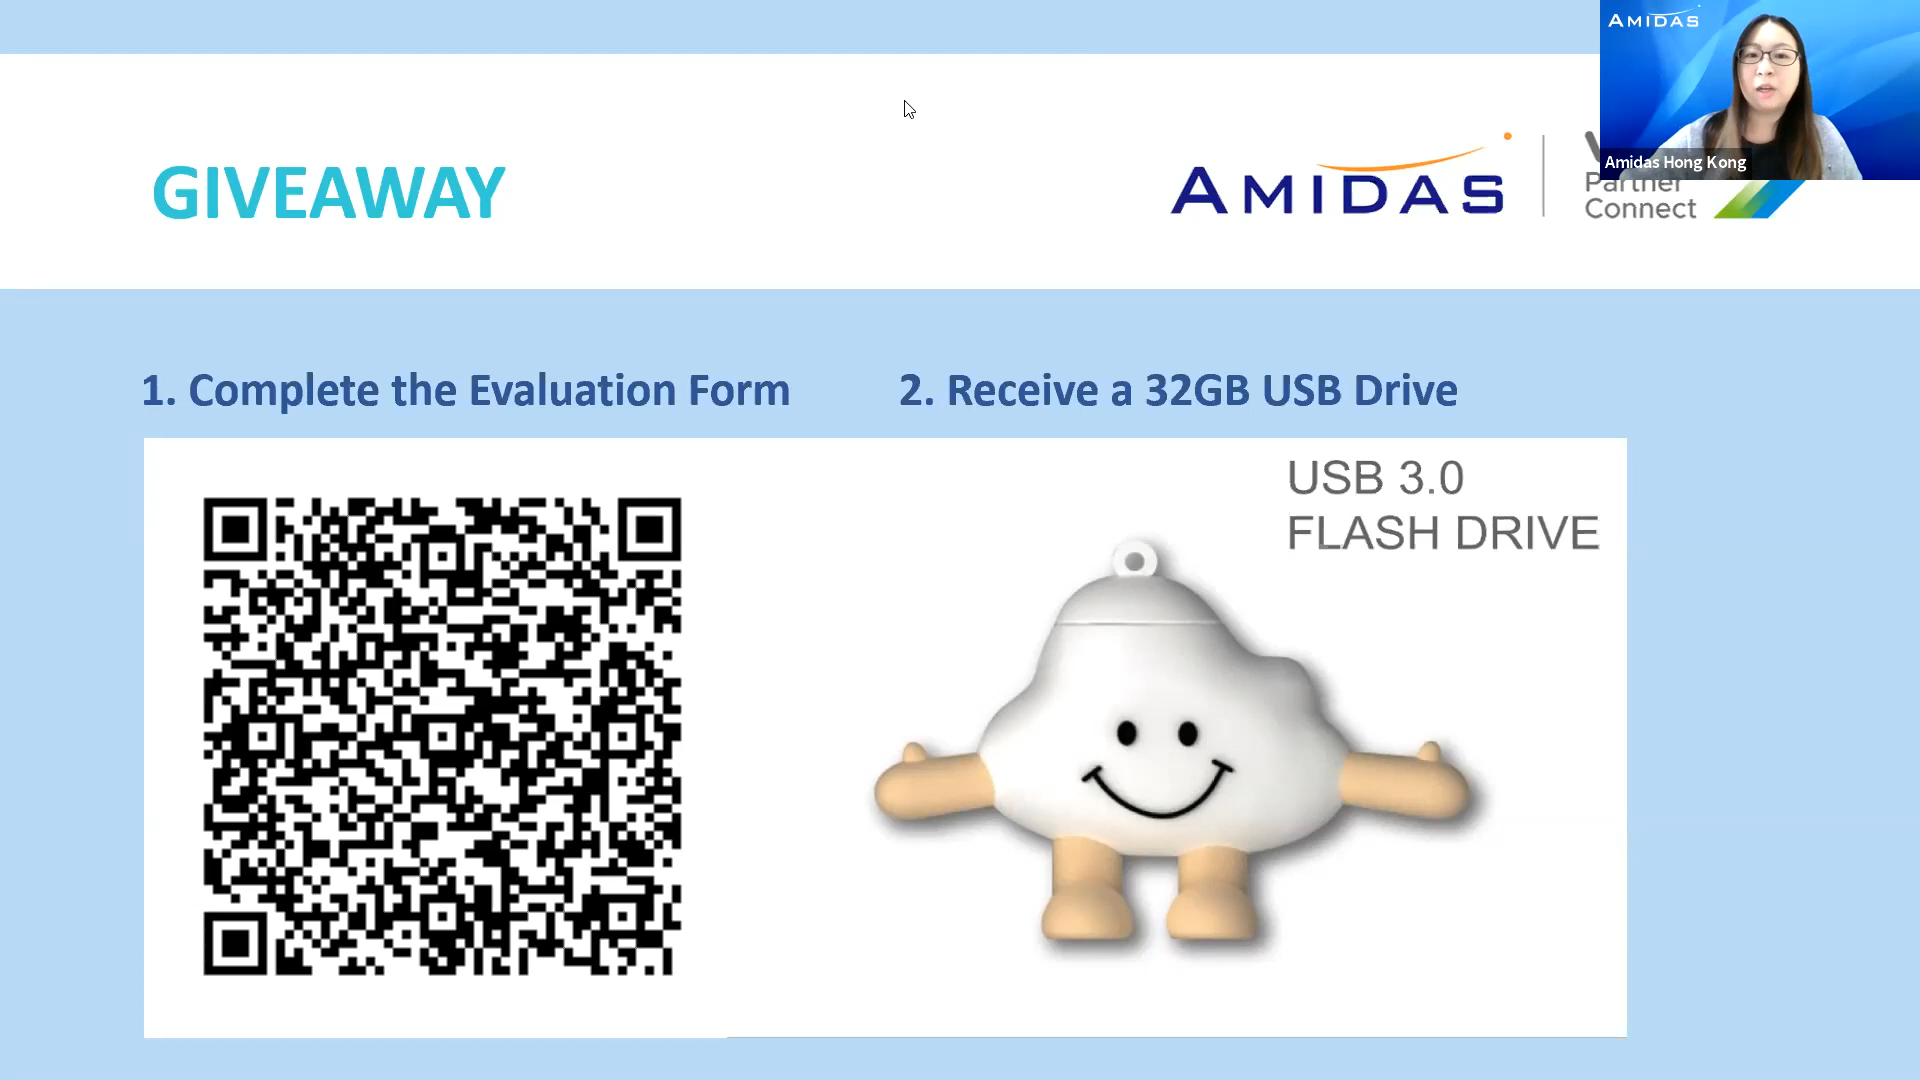 AMIDAS
GIVEAWAY
AMIDAS
Amidas Hong Kong
Partner
Connect
1. Complete the Evaluation Form
2. Receive a 32GB USB Drive
USB 3.0
FLASH DRIVE